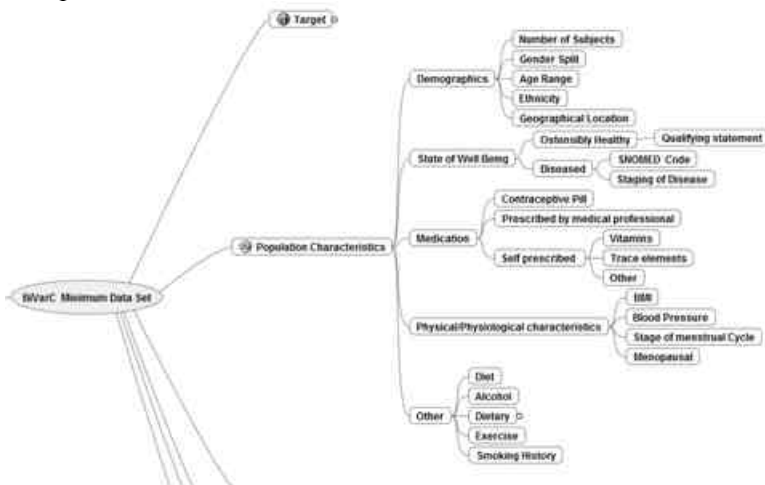 Target
Number of Subjects
Gender Split
Demographics
Age Range
Ethnicity
Geographical Location
Ostensibly Healthy
Qualifying statement
State of Well Being
SNOMED Code
Diseased
Staging of Disease
Contraceptive Pill
Prescribed by medical professional
Medication
Vitamins
Population Characteristics
Self prescribed
Trace elements
Other
BMI
BiVarC Minimum Data Set
Blood Pressure
Physical/Physiological characteristics
Stage of menstrual Cycle
Menopausal
Diet
Alcohol
Other
Dietary
Exercise
Smoking History